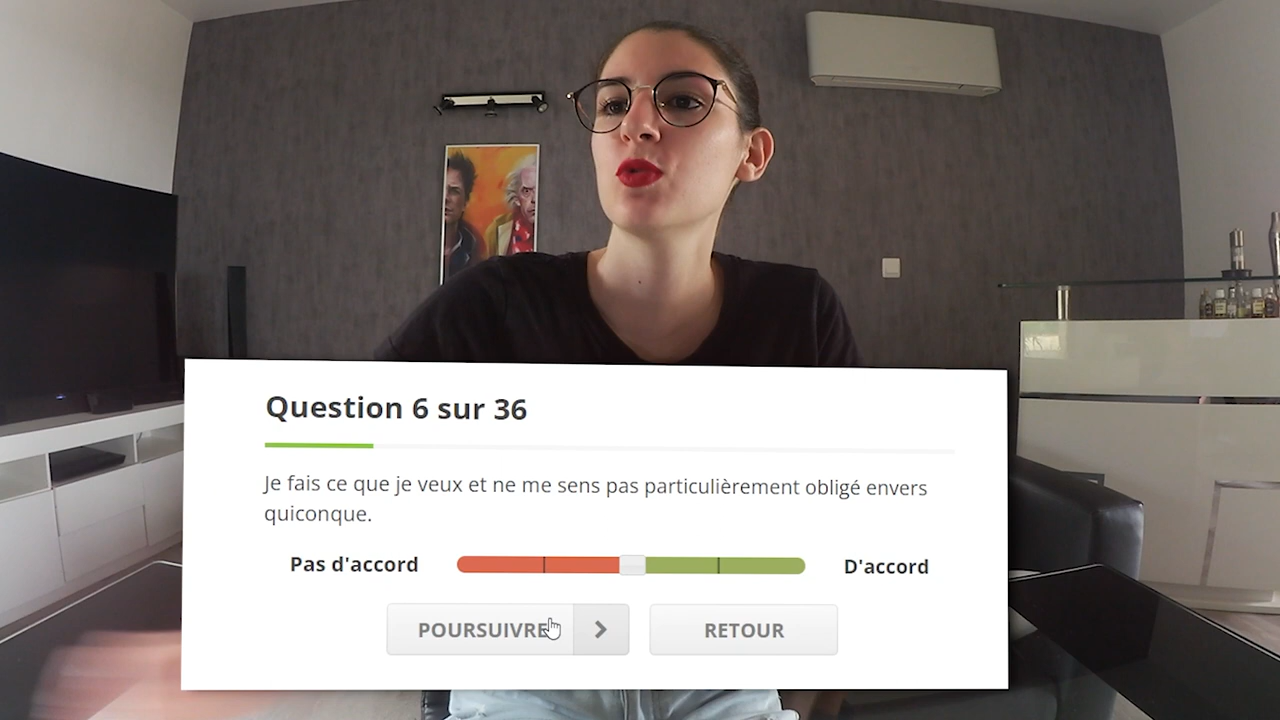 Question 6 sur 36
Je fais ce que je veux et ne me sens pas particulièrement obligé envers
quiconque.
Pas d'accord
D'accord
POURSUIVRE
RETOUR